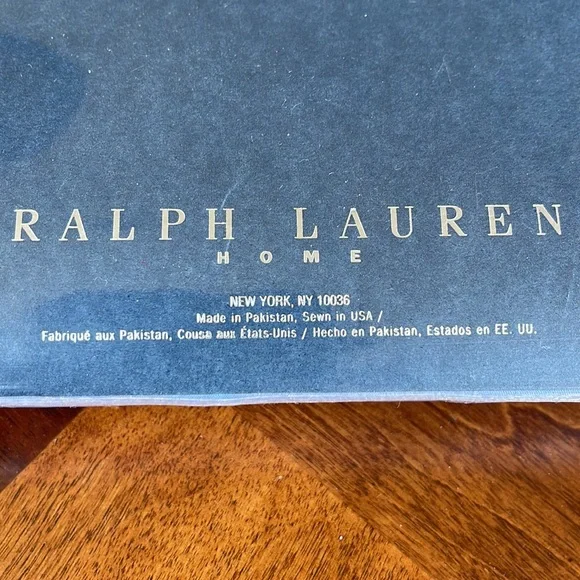 RALPH LAUREN
HOME
NEW YORK, NY 10036
Made in Pakistan, Sewn in USA /
Fabriqué aux Pakistan, Cousa aux États-Unis / Hecho en Pakistan, Estados en EE. UU.